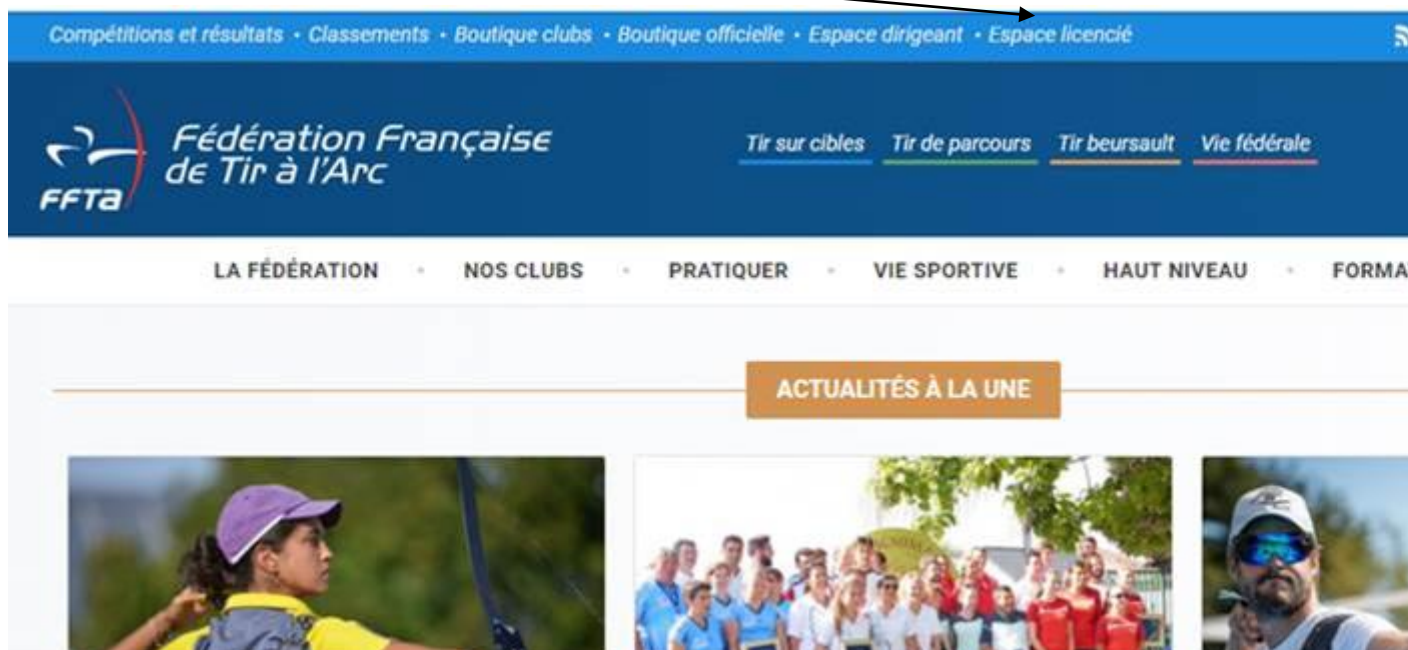 Compétitions et résultats • Classements • Boutique clubs • Boutique officielle • Espace dirigeant • Espace licencié
Fédération Française
de Tir à l'Arc
FFTa
Tir sur cibles Tir de parcours Tir beursault Vie fédérale
LA FÉDÉRATION • NOS CLUBS • PRATIQUER • VIE SPORTIVE • HAUT NIVEAU • FORMA
ACTUALITÉS À LA UNE